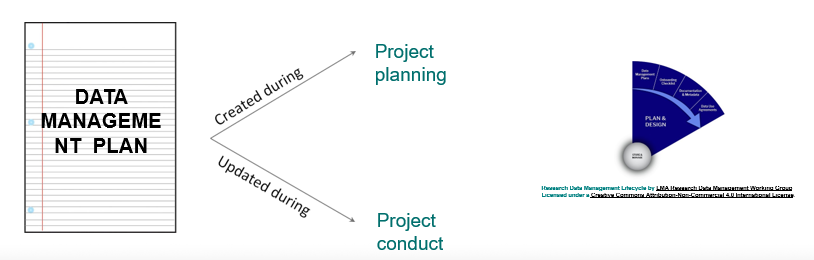 DATA
MANAGEME
NT PLAN
Created during
Updated during
Project
planning
Project
conduct
Data
Management
Plans
Onboarding
Checklist
Documentation
& Metadata
Data Use
Agreements
PLAN &
DESIGN
Research Data Management Lifecycle by LMA Research Data Management Working Group
Licensed under a Creative Commons Attribution-Non-Commercial 4.0 International License.